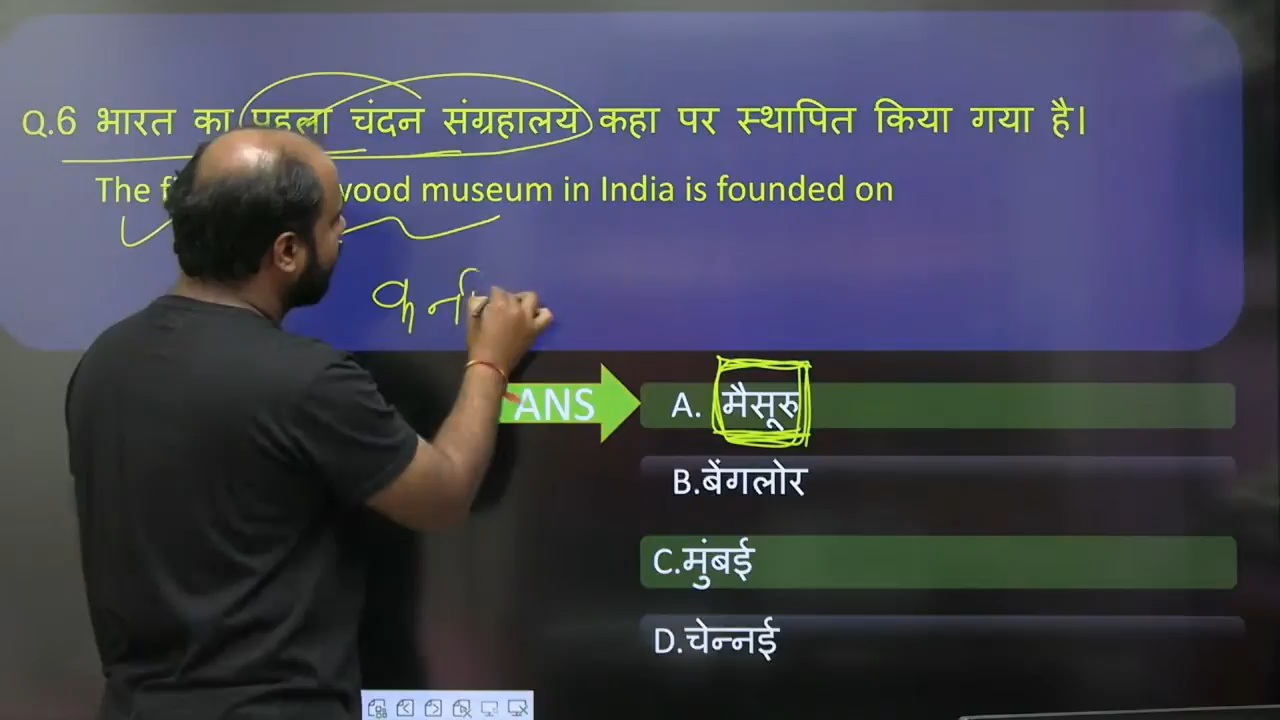 Q.6 भारत का पहला चंदन संग्रहालय कहा पर स्थापित किया गया है।
The wood museum in India is founded on
कर्ना
ANS
A. मैसूरु
B.बेंगलोर
C.मुंबई
D.चेन्नई